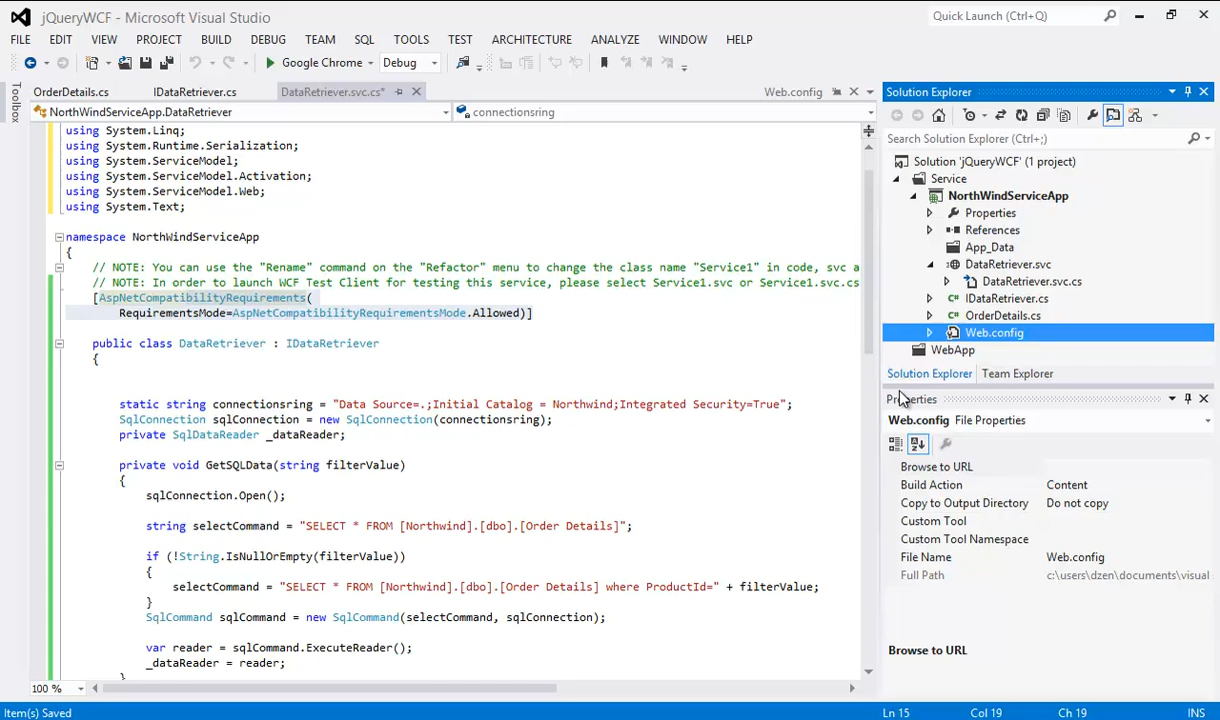 jQueryWCF - Microsoft Visual Studio
Quick Launch (Ctrl+Q)
FILE EDIT VIEW PROJECT BUILD DEBUG TEAM SQL TOOLS TEST ARCHITECTURE ANALYZE WINDOW HELP
Google Chrome Debug
Toolbox
OrderDetails.cs IDataRetriever.cs DataRetriever.svc.cs* Web.config
NorthWindServiceApp.DataRetriever connectionsring
using System.Linq;
using System.Runtime.Serialization;
using System.ServiceModel;
using System.ServiceModel.Activation;
using System.ServiceModel.Web;
using System.Text;
namespace NorthWindServiceApp
{
// NOTE: You can use the "Rename" command on the "Refactor" menu to change the class name "Service1" in code, svc a
// NOTE: In order to launch WCF Test Client for testing this service, please select Service1.svc or Service1.svc.cs
[AspNetCompatibilityRequirements(
RequirementsMode=AspNetCompatibilityRequirementsMode.Allowed)]
public class DataRetriever : IDataRetriever
{
static string connectionsring = "Data Source=.;Initial Catalog = Northwind;Integrated Security=True";
SqlConnection sqlConnection = new SqlConnection(connectionsring);
private SqlDataReader _dataReader;
private void GetSQLData(string filterValue)
{
sqlConnection.Open();
string selectCommand = "SELECT * FROM [Northwind].[dbo].[Order Details]";
if (!String.IsNullOrEmpty(filterValue))
{
selectCommand = "SELECT * FROM [Northwind].[dbo].[Order Details] where ProductId=" + filterValue;
}
SqlCommand sqlCommand = new SqlCommand(selectCommand, sqlConnection);
var reader = sqlCommand.ExecuteReader();
_dataReader = reader;
}
100 %
Solution Explorer
Search Solution Explorer (Ctrl+;)
Solution 'jQueryWCF' (1 project)
Service
NorthWindServiceApp
Properties
References
App_Data
DataRetriever.svc
DataRetriever.svc.cs
IDataRetriever.cs
OrderDetails.cs
Web.config
WebApp
Solution Explorer Team Explorer
Properties
Web.config File Properties
Browse to URL
Build Action Content
Copy to Output Directory Do not copy
Custom Tool
Custom Tool Namespace
File Name Web.config
Full Path c:\users\dzen\documents\visual
Browse to URL
Item(s) Saved Ln 15 Col 19 Ch 19 INS